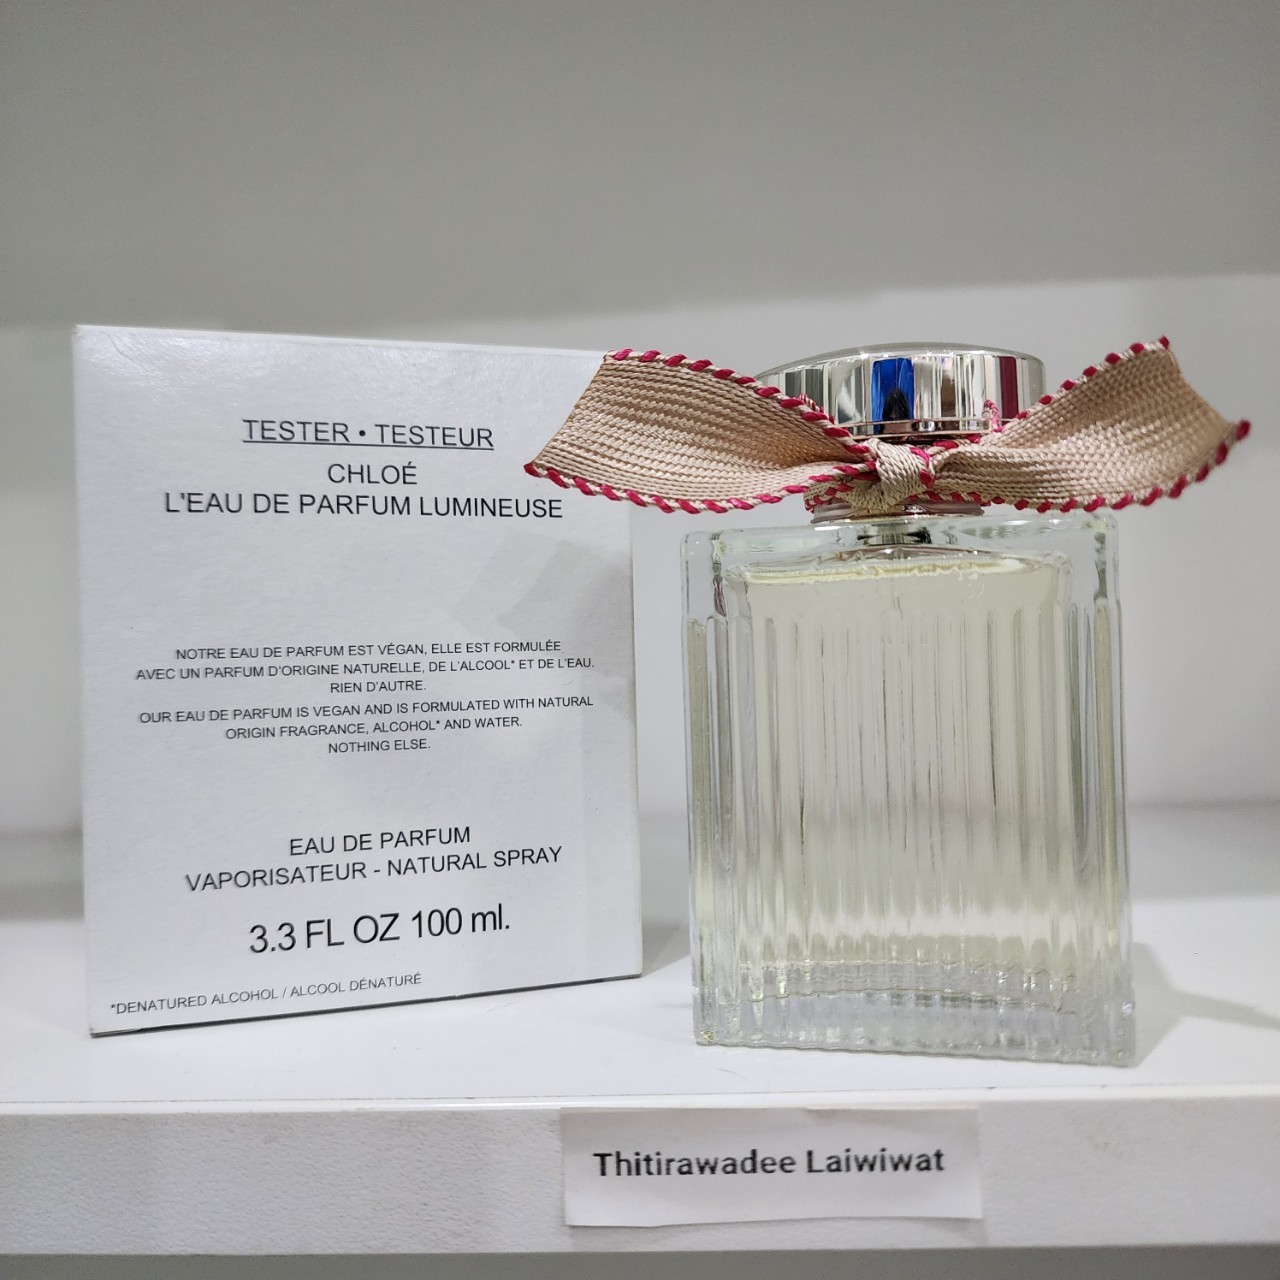 TESTER • TESTEUR
CHLOÉ
L'EAU DE PARFUM LUMINEUSE
NOTRE EAU DE PARFUM EST VÉGAN, ELLE EST FORMULÉE
AVEC UN PARFUM D'ORIGINE NATURELLE, DE L'ALCOOL* ET DE L'EAU.
RIEN D'AUTRE.
OUR EAU DE PARFUM IS VEGAN AND IS FORMULATED WITH NATURAL
ORIGIN FRAGRANCE, ALCOHOL* AND WATER.
NOTHING ELSE.
EAU DE PARFUM
VAPORISATEUR - NATURAL SPRAY
3.3 FL OZ 100 ml.
*DENATURED ALCOHOL / ALCOOL DÉNATURÉ
Thitirawadee Laiwiwat